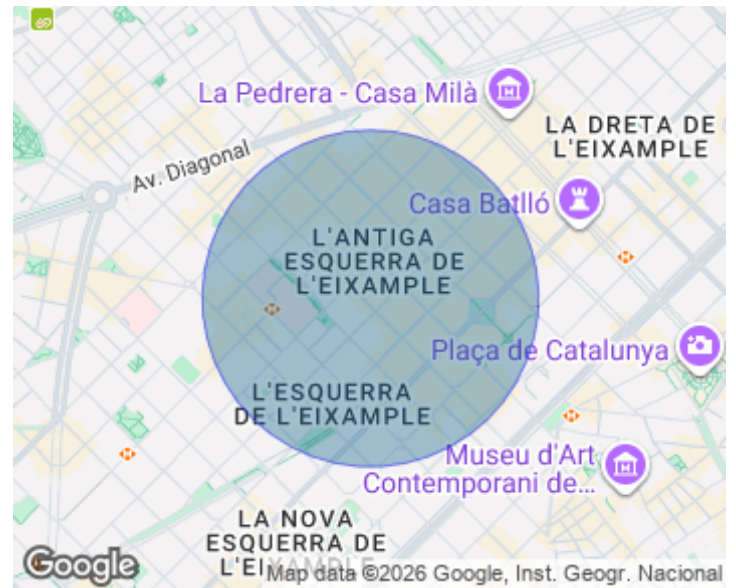 La Pedrera - Casa Milà
LA DRETA DE
L'EIXAMPLE
Av. Diagonal
Casa Batlló
L'ANTIGA
ESQUERRA DE
L'EIXAMPLE
Plaça de Catalunya
L'ESQUERRA
DE L'EIXAMPLE
Museu d'Art
Contemporani de...
LA NOVA
ESQUERRA DE
L'EIXAMPLE
Google
Map data ©2026 Google, Inst. Geogr. Nacional